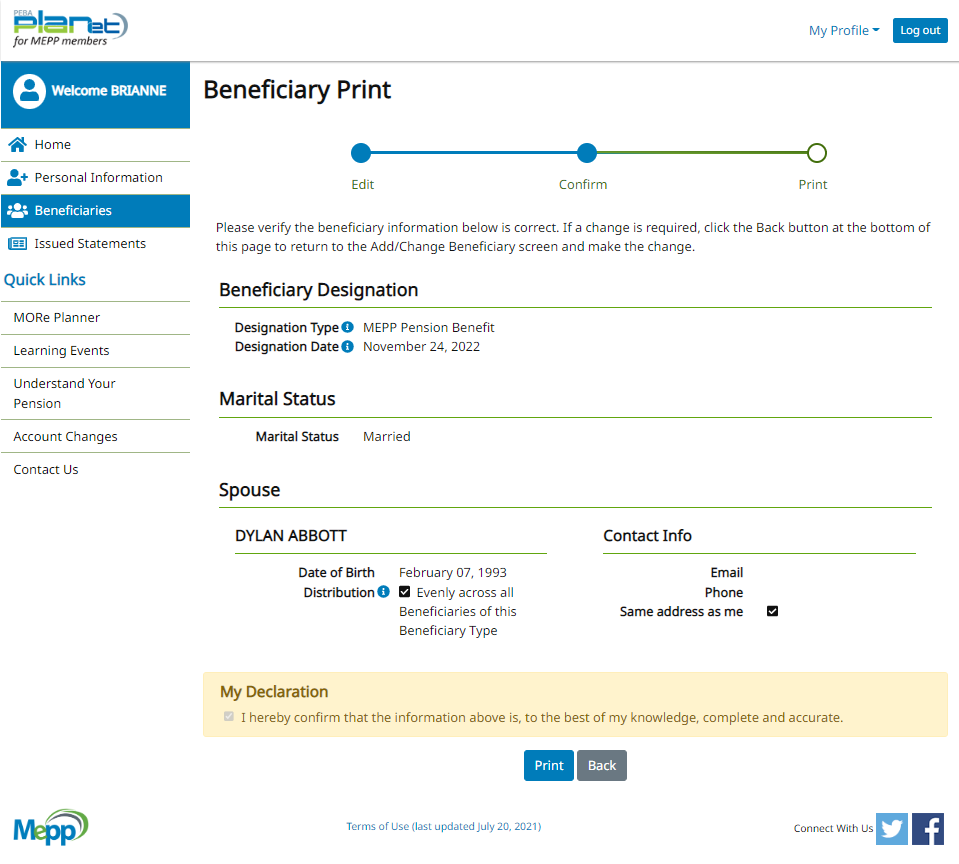 PEBA
PLANet
for MEPP members
My Profile
Log out
Welcome BRIANNE
Home
Personal Information
Beneficiaries
Issued Statements
Quick Links
MORe Planner
Learning Events
Understand Your
Pension
Account Changes
Contact Us
Beneficiary Print
Edit
Confirm
Print
Please verify the beneficiary information below is correct. If a change is required, click the Back button at the bottom of
this page to return to the Add/Change Beneficiary screen and make the change.
Beneficiary Designation
Designation Type MEPP Pension Benefit
Designation Date November 24, 2022
Marital Status
Marital Status Married
Spouse
DYLAN ABBOTT
Date of Birth February 07, 1993
Distribution Evenly across all
Beneficiaries of this
Beneficiary Type
Contact Info
Email
Phone
Same address as me
My Declaration
I hereby confirm that the information above is, to the best of my knowledge, complete and accurate.
Print Back
Mepp
Terms of Use (last updated July 20, 2021)
Connect With Us